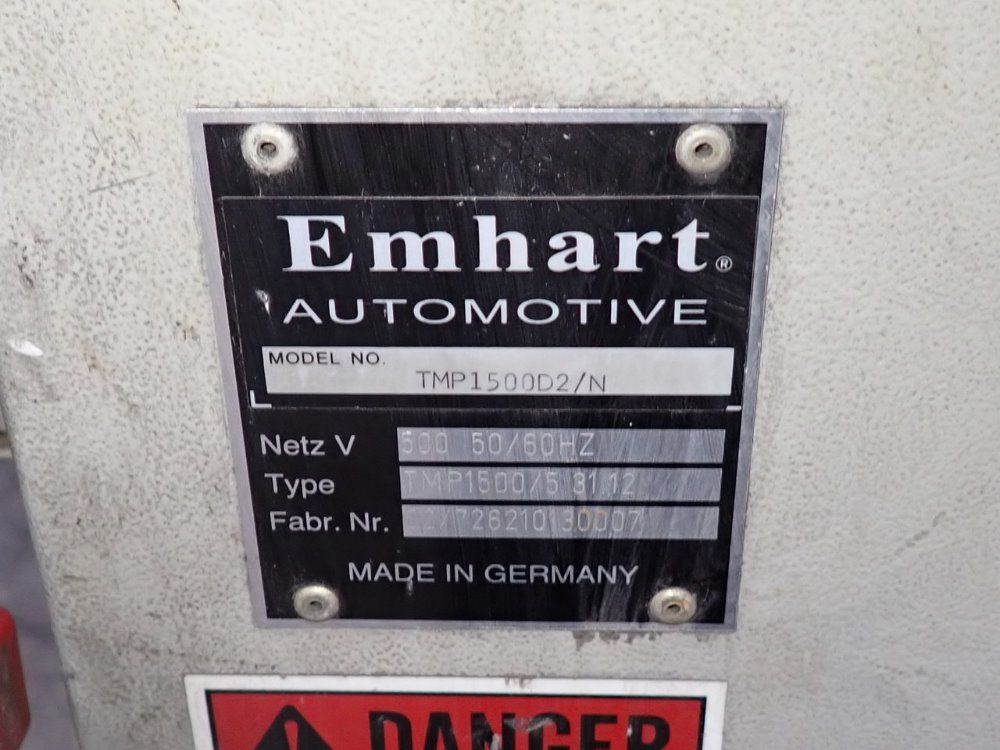 Emhart®
AUTOMOTIVE
MODEL NO.
TMP1500D2/N
Netz V 500 50/60HZ
Type TMP1500/5 31.12
Fabr. Nr.
MADE IN GERMANY
DANGER